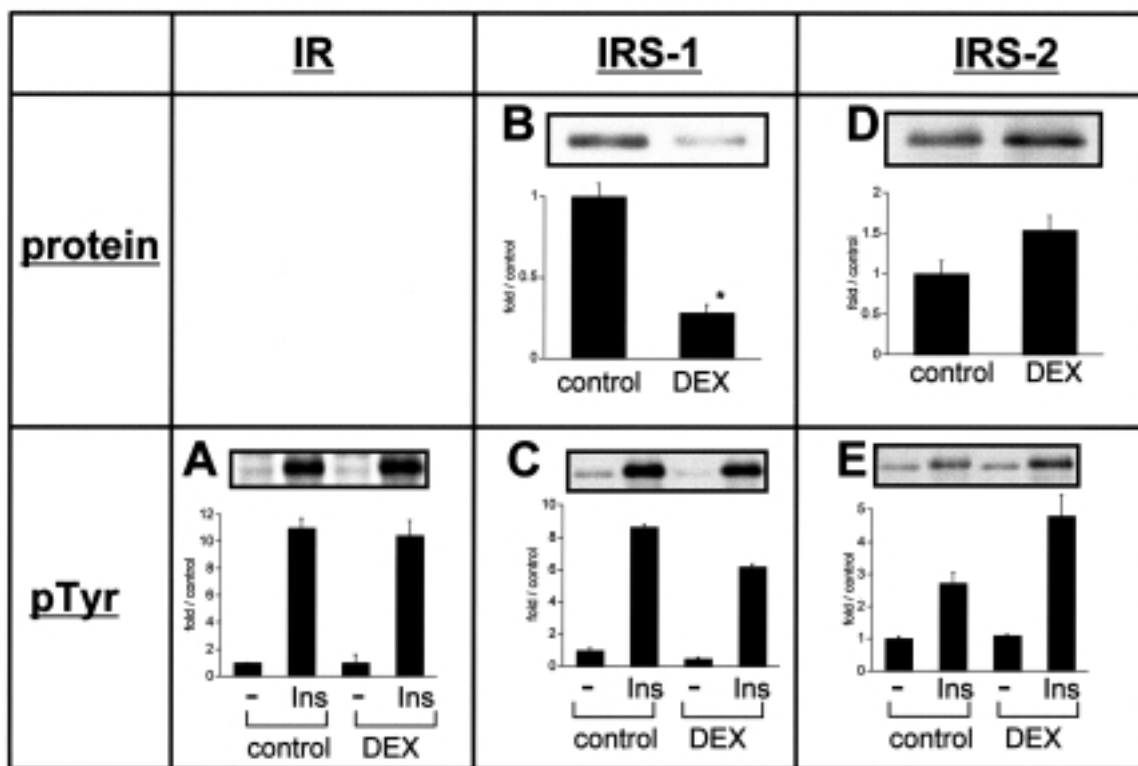 IR IRS-1 IRS-2
protein
B
fold / control
1
0.5
0
control DEX
D
fold / control
2
1.5
1
0.5
0
control DEX
pTyr
A
fold / control
12
10
8
6
4
2
0
- Ins - Ins
control DEX
C
fold / control
10
8
6
4
2
0
- Ins - Ins
control DEX
E
fold / control
5
4
3
2
1
0
- Ins - Ins
control DEX
*